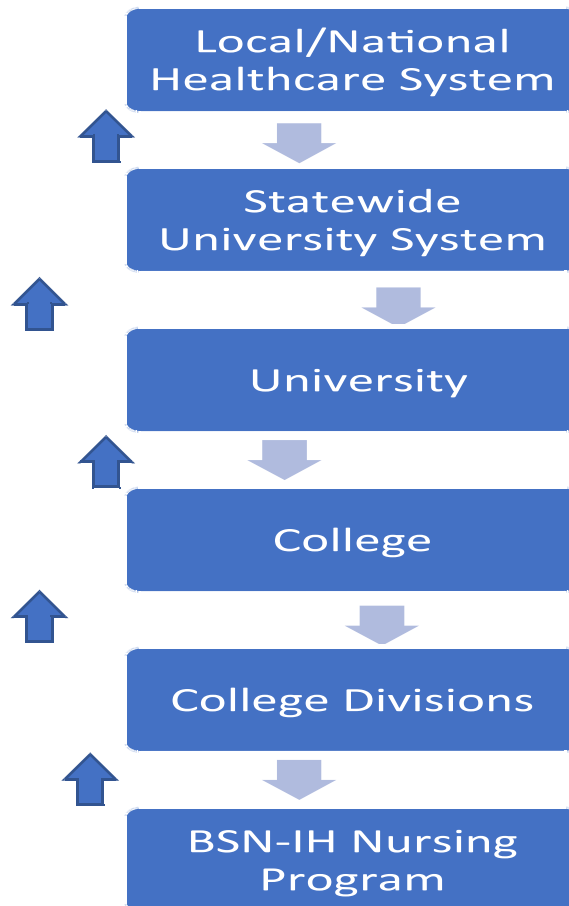 Local/National
Healthcare System
Statewide
University System
University
College
College Divisions
BSN-IH Nursing
Program